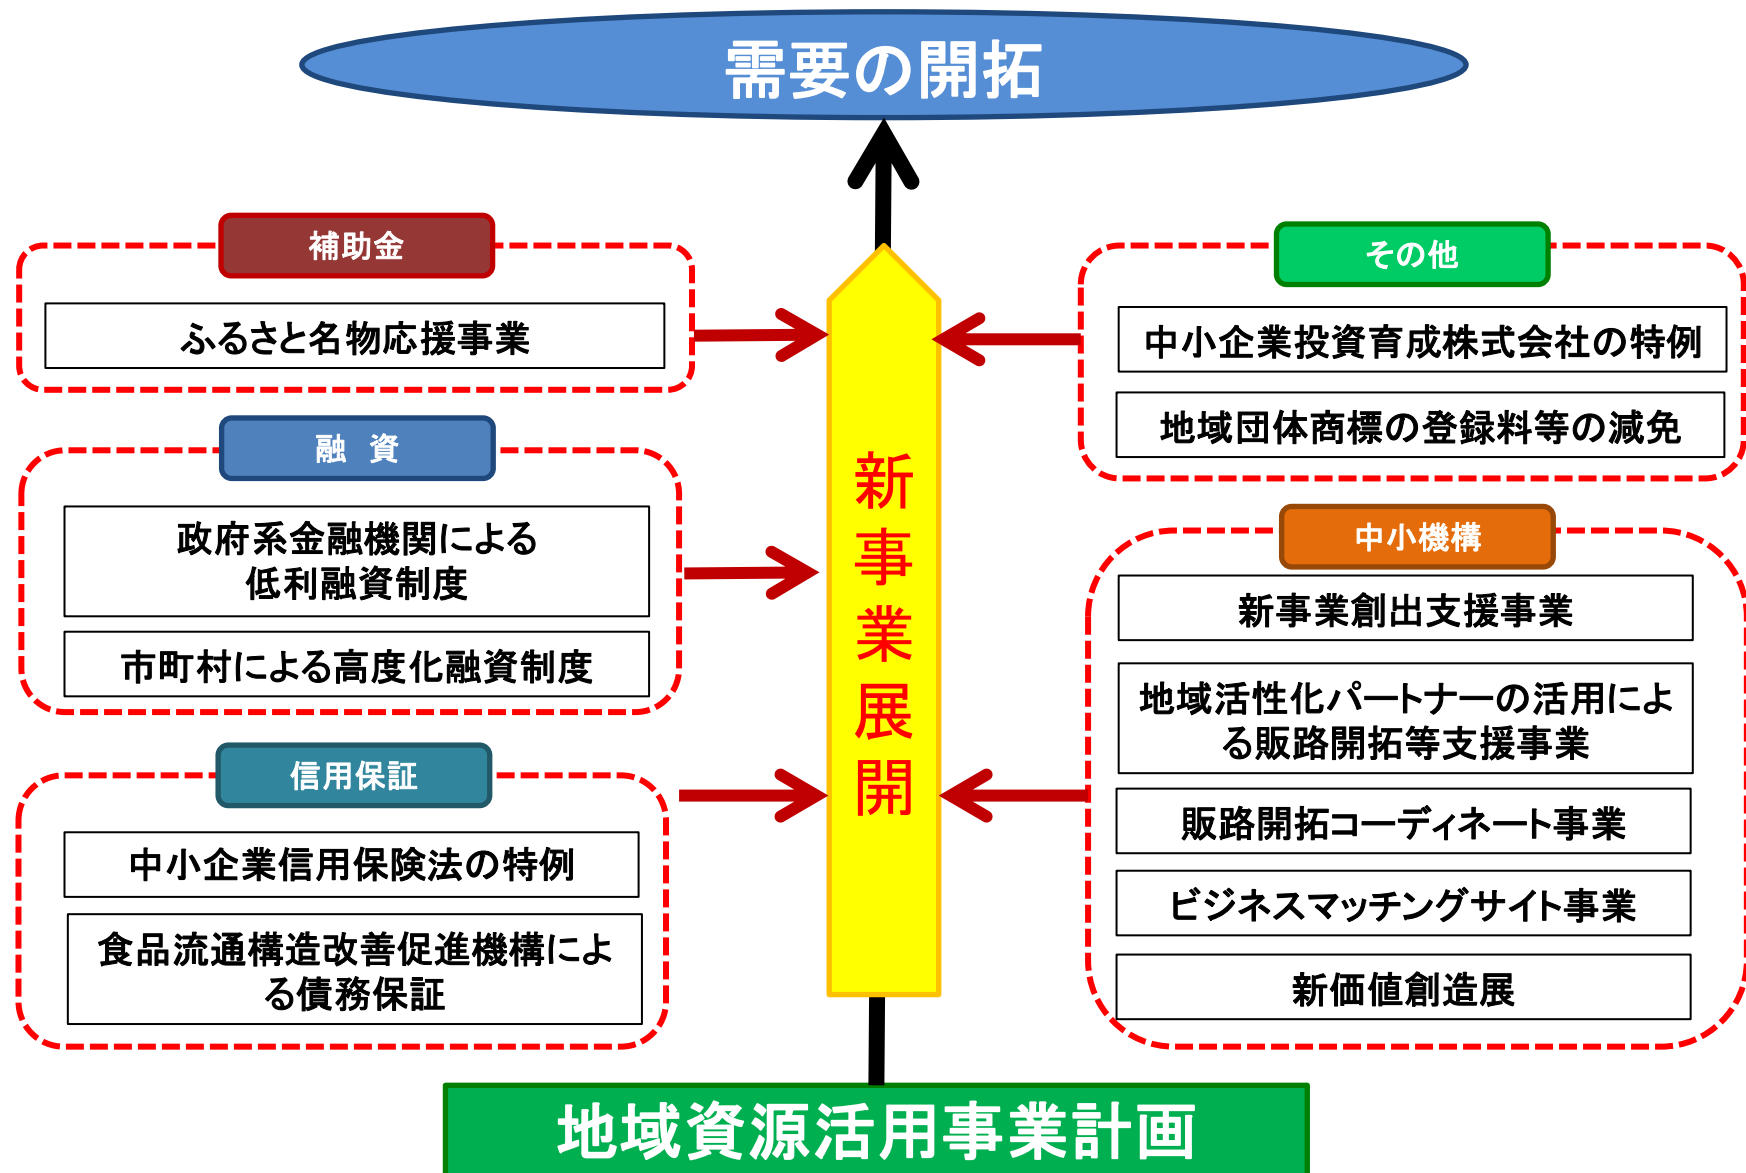 需要の開拓
補助金
ふるさと名物応援事業
融　資
政府系金融機関による
低利融資制度
市町村による高度化融資制度
信用保証
中小企業信用保険法の特例
食品流通構造改善促進機構によ
る債務保証
新事業展開
その他
中小企業投資育成株式会社の特例
地域団体商標の登録料等の減免
中小機構
新事業創出支援事業
地域活性化パートナーの活用によ
る販路開拓等支援事業
販路開拓コーディネート事業
ビジネスマッチングサイト事業
新価値創造展
地域資源活用事業計画